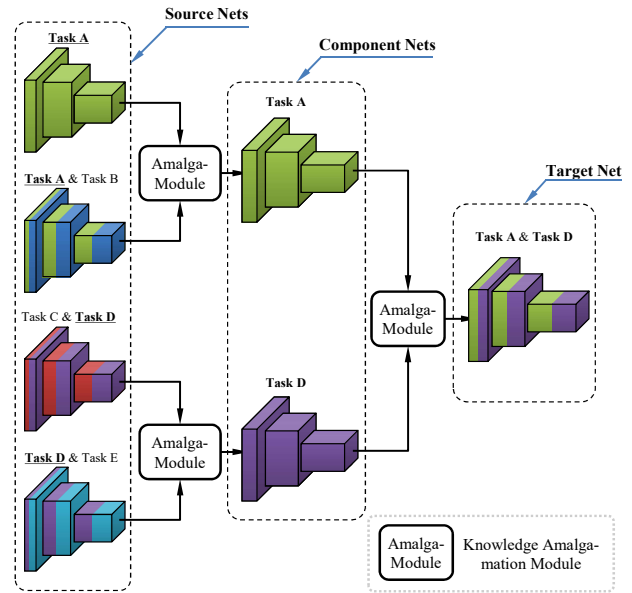 Source Nets
Component Nets
Target Net
Task A
Task A & Task B
Task C & Task D
Task D & Task E
Amalga-
Module
Amalga-
Module
Task A
Task D
Amalga-
Module
Task A & Task D
Amalga-
Module
Knowledge Amalga-
mation Module